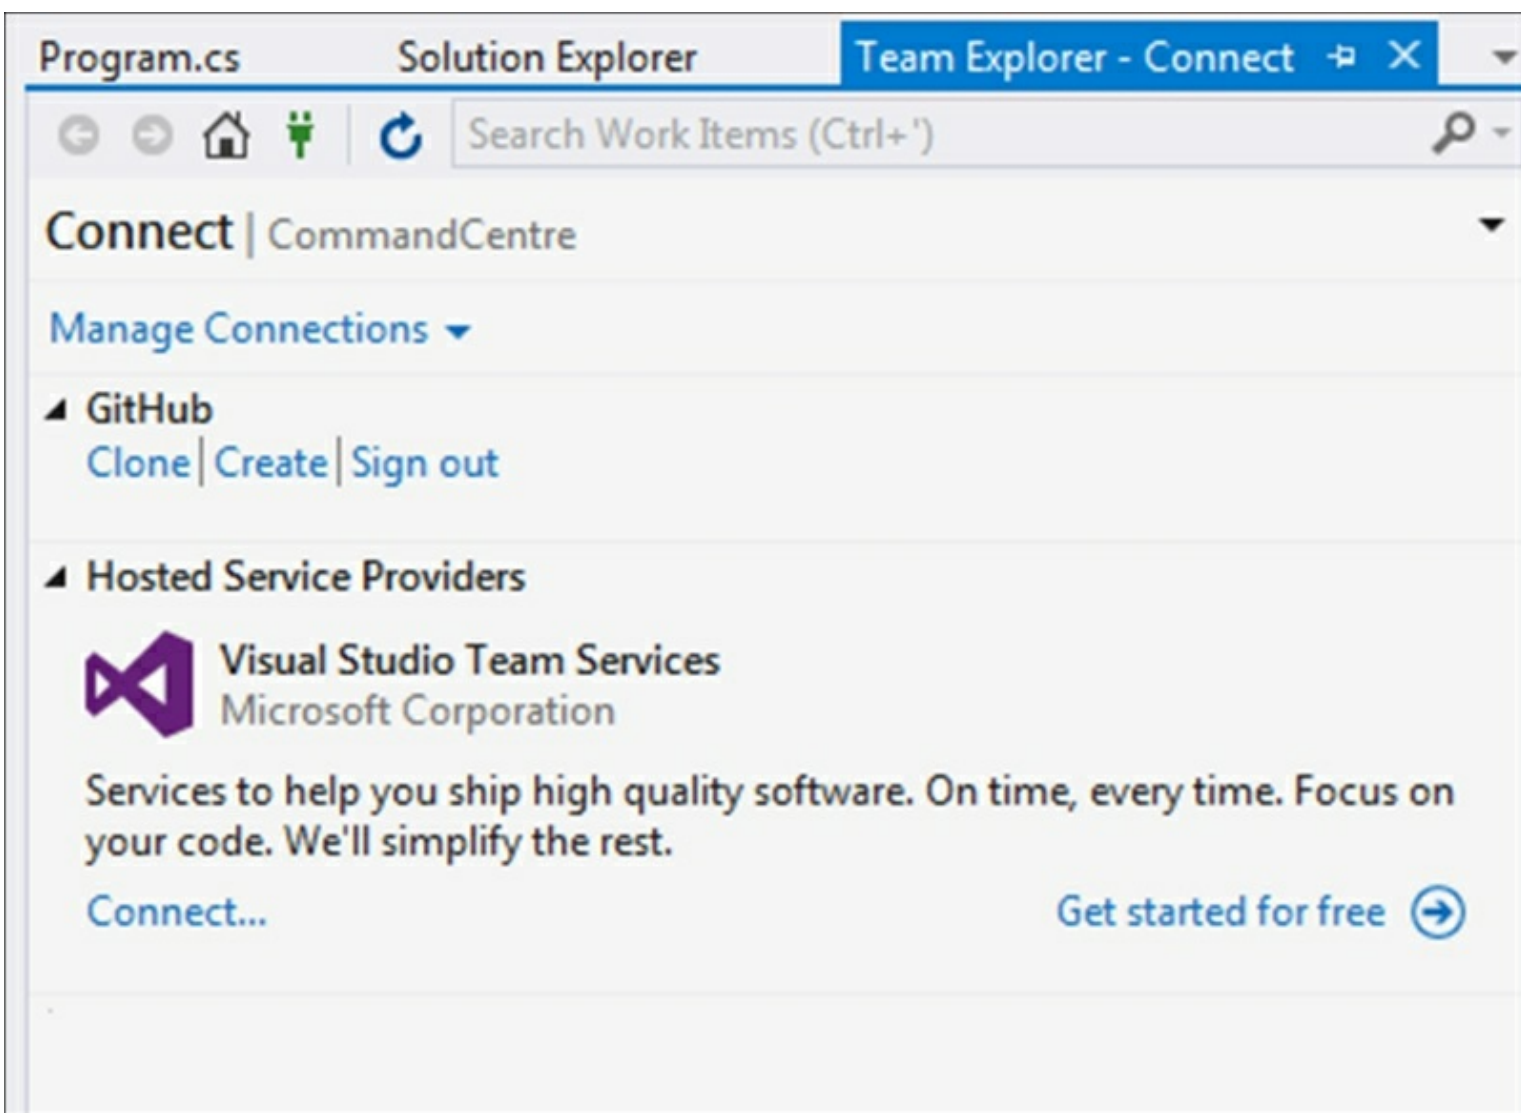 Program.cs Solution Explorer Team Explorer - Connect
Search Work Items (Ctrl+')
Connect | CommandCentre
Manage Connections
GitHub
Clone | Create | Sign out
Hosted Service Providers
Visual Studio Team Services
Microsoft Corporation
Services to help you ship high quality software. On time, every time. Focus on
your code. We'll simplify the rest.
Connect... Get started for free